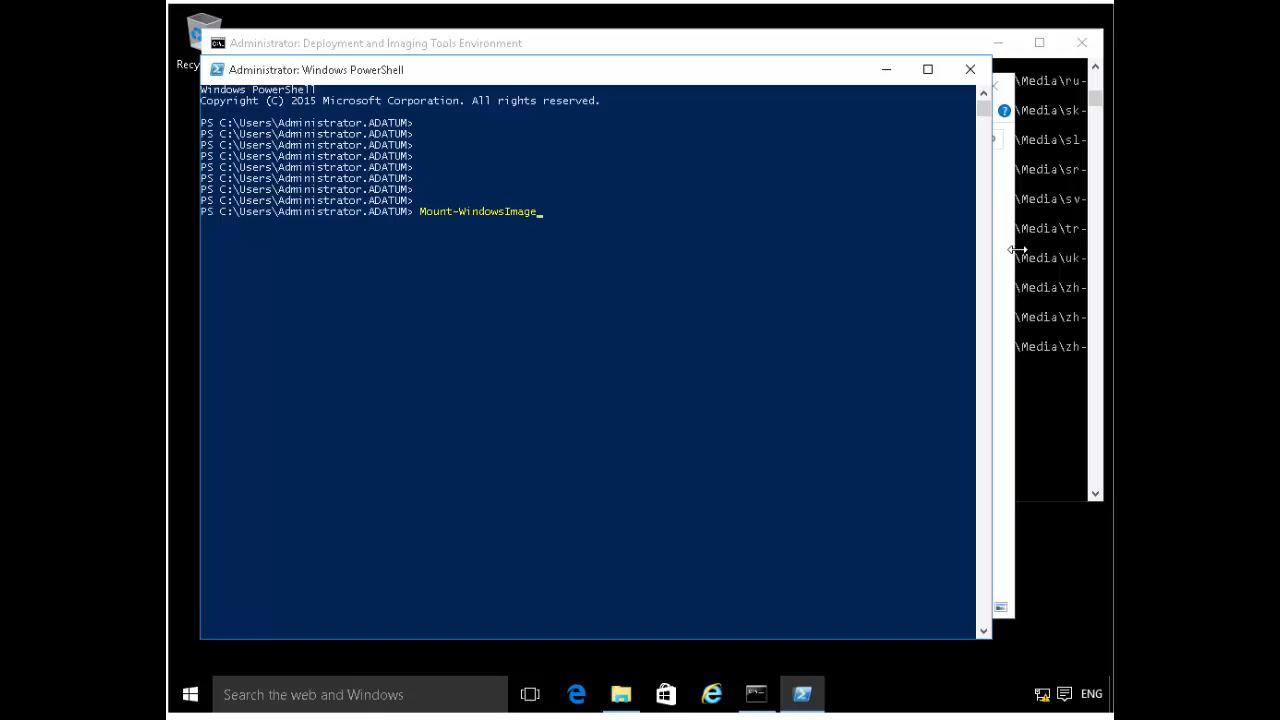 Recy
Administrator: Deployment and Imaging Tools Environment
Administrator: Windows PowerShell
Windows PowerShell
Copyright (C) 2015 Microsoft Corporation. All rights reserved.
PS C:\Users\Administrator.ADATUM>
PS C:\Users\Administrator.ADATUM>
PS C:\Users\Administrator.ADATUM>
PS C:\Users\Administrator.ADATUM>
PS C:\Users\Administrator.ADATUM>
PS C:\Users\Administrator.ADATUM>
PS C:\Users\Administrator.ADATUM>
PS C:\Users\Administrator.ADATUM>
PS C:\Users\Administrator.ADATUM> Mount-WindowsImage_
\Media\ru-
\Media\sk-
\Media\sl-
\Media\sr-
\Media\sv-
\Media\tr-
\Media\uk-
\Media\zh-
\Media\zh-
\Media\zh-
Search the web and Windows
ENG